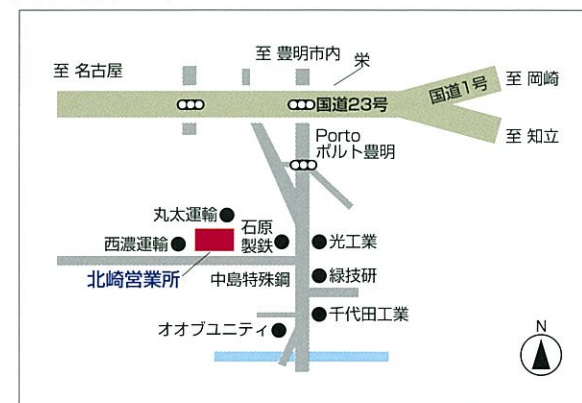 至 豊明市内
栄
至 名古屋
至 岡崎
国道1号
国道23号
至 知立
Porto
ポルト豊明
丸太運輸
石原
製鉄
西濃運輸
光工業
北崎営業所
中島特殊鋼
緑技研
千代田工業
オオブユニティ
N